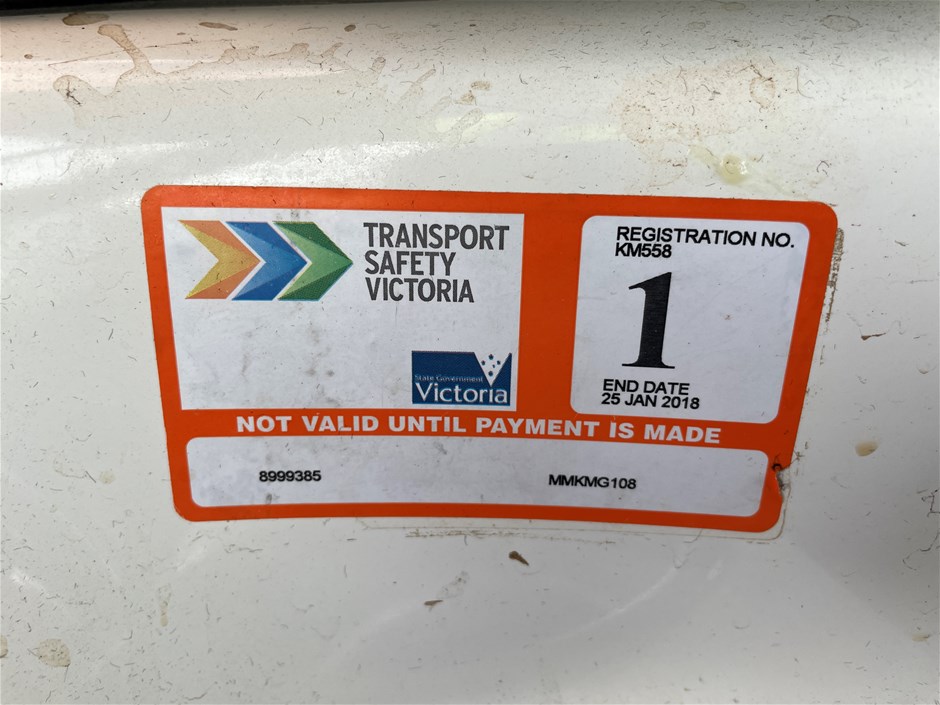 TRANSPORT
SAFETY
VICTORIA
State Government
Victoria
REGISTRATION NO.
KM558
1
END DATE
25 JAN 2018
NOT VALID UNTIL PAYMENT IS MADE
8999385
MMKMG108